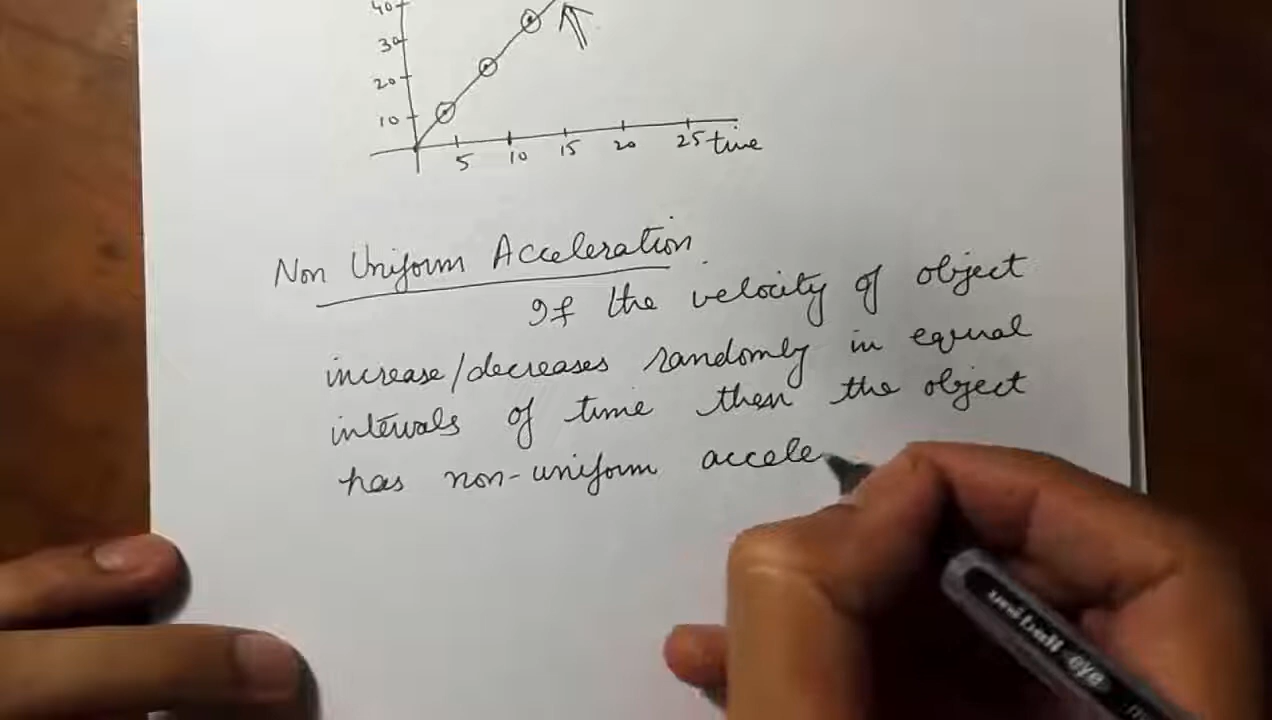 40
30
20
10
5 10 15 20 25 time
Non Uniform Acceleration
If the velocity of object
increase/decreases randomly in equal
intervals of time then the object
has non-uniform accele
uni-ball eye